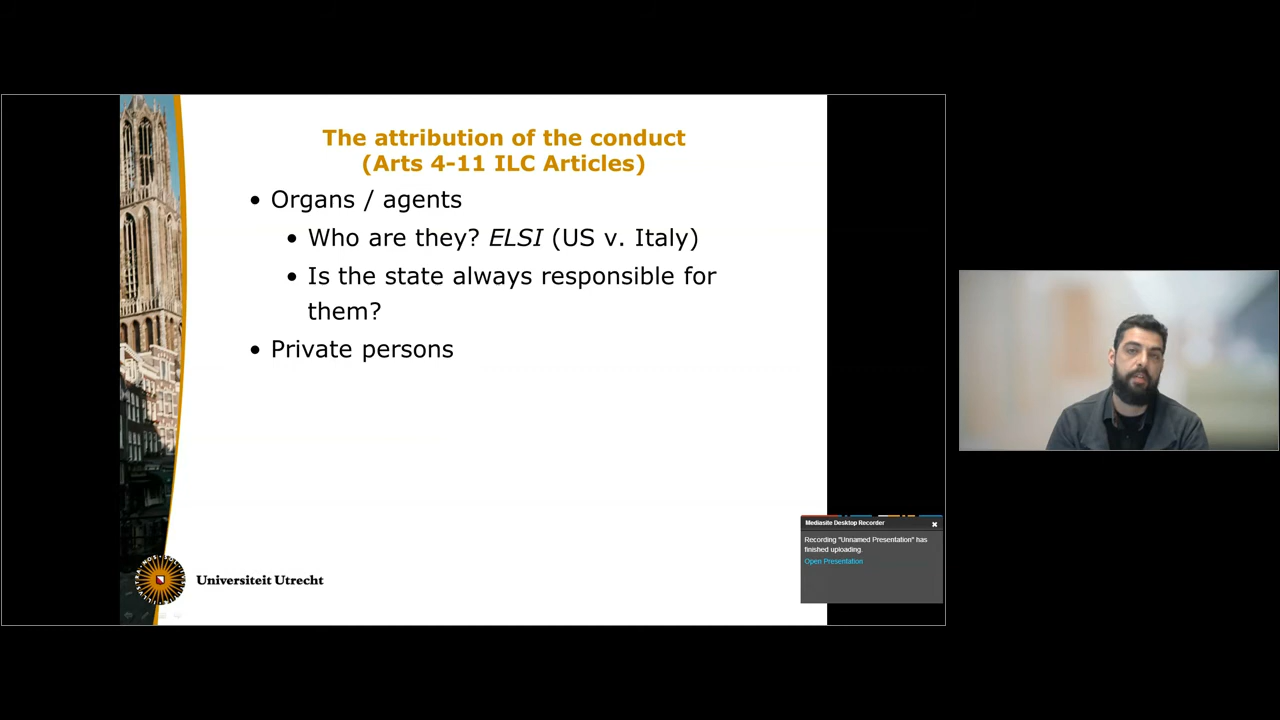 The attribution of the conduct
(Arts 4-11 ILC Articles)
• Organs / agents
• Who are they? ELSI (US v. Italy)
• Is the state always responsible for
them?
• Private persons
Universiteit Utrecht
Mediasite Desktop Recorder
Recording "Unnamed Presentation" has
finished uploading.
Open Presentation